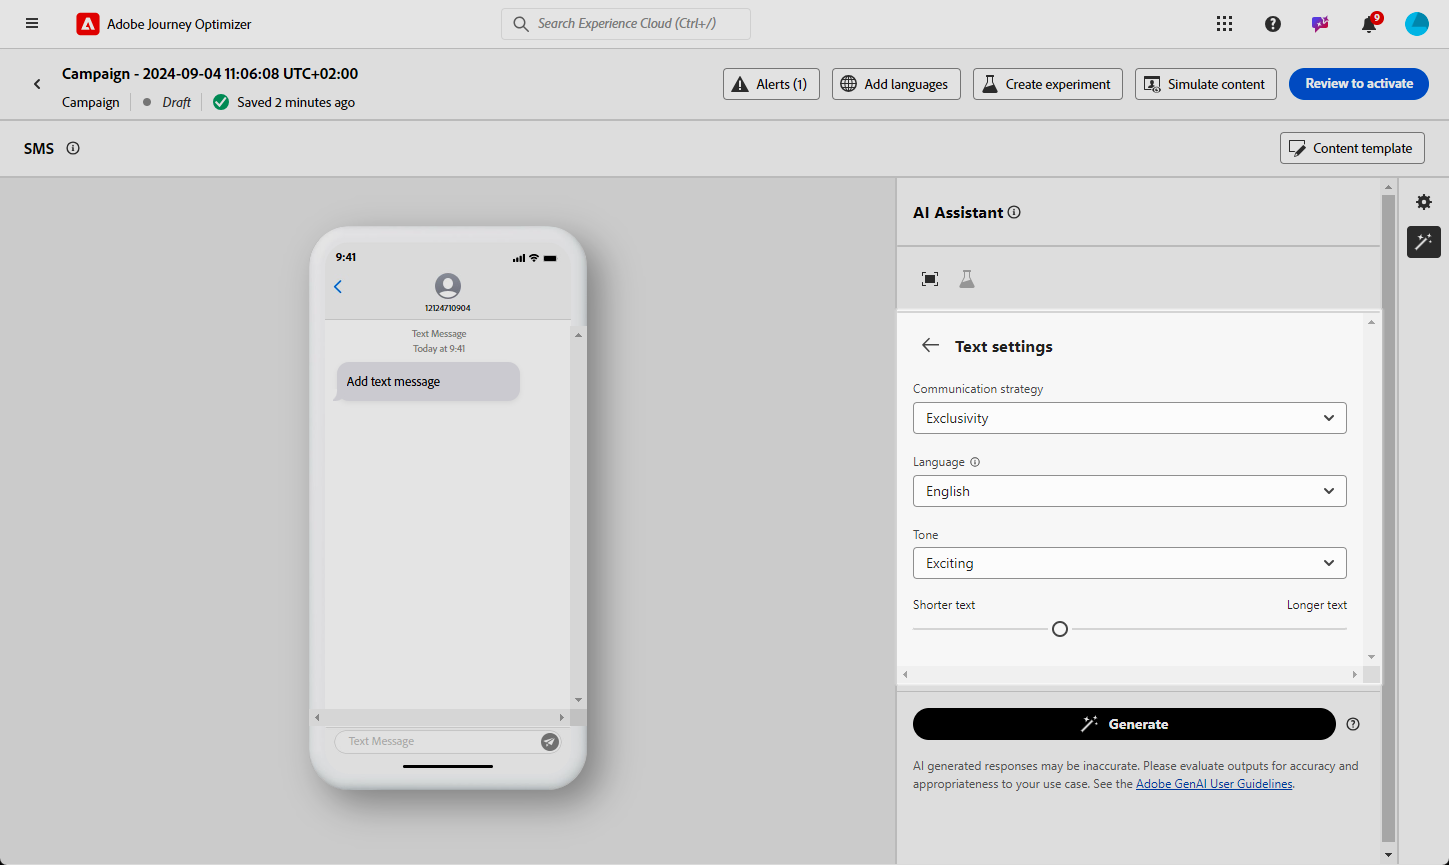 Adobe Journey Optimizer
Search Experience Cloud (Ctrl+/)
9
Campaign - 2024-09-04 11:06:08 UTC+02:00
Campaign
Draft
Saved 2 minutes ago
Alerts (1)
Add languages
Create experiment
Simulate content
Review to activate
SMS
Content template
9:41
12124710904
Text Message
Today at 9:41
Add text message
Text Message
AI Assistant
Text settings
Communication strategy
Exclusivity
Language
English
Tone
Exciting
Shorter text
Longer text
Generate
AI generated responses may be inaccurate. Please evaluate outputs for accuracy and
appropriateness to your use case. See the Adobe GenAI User Guidelines.